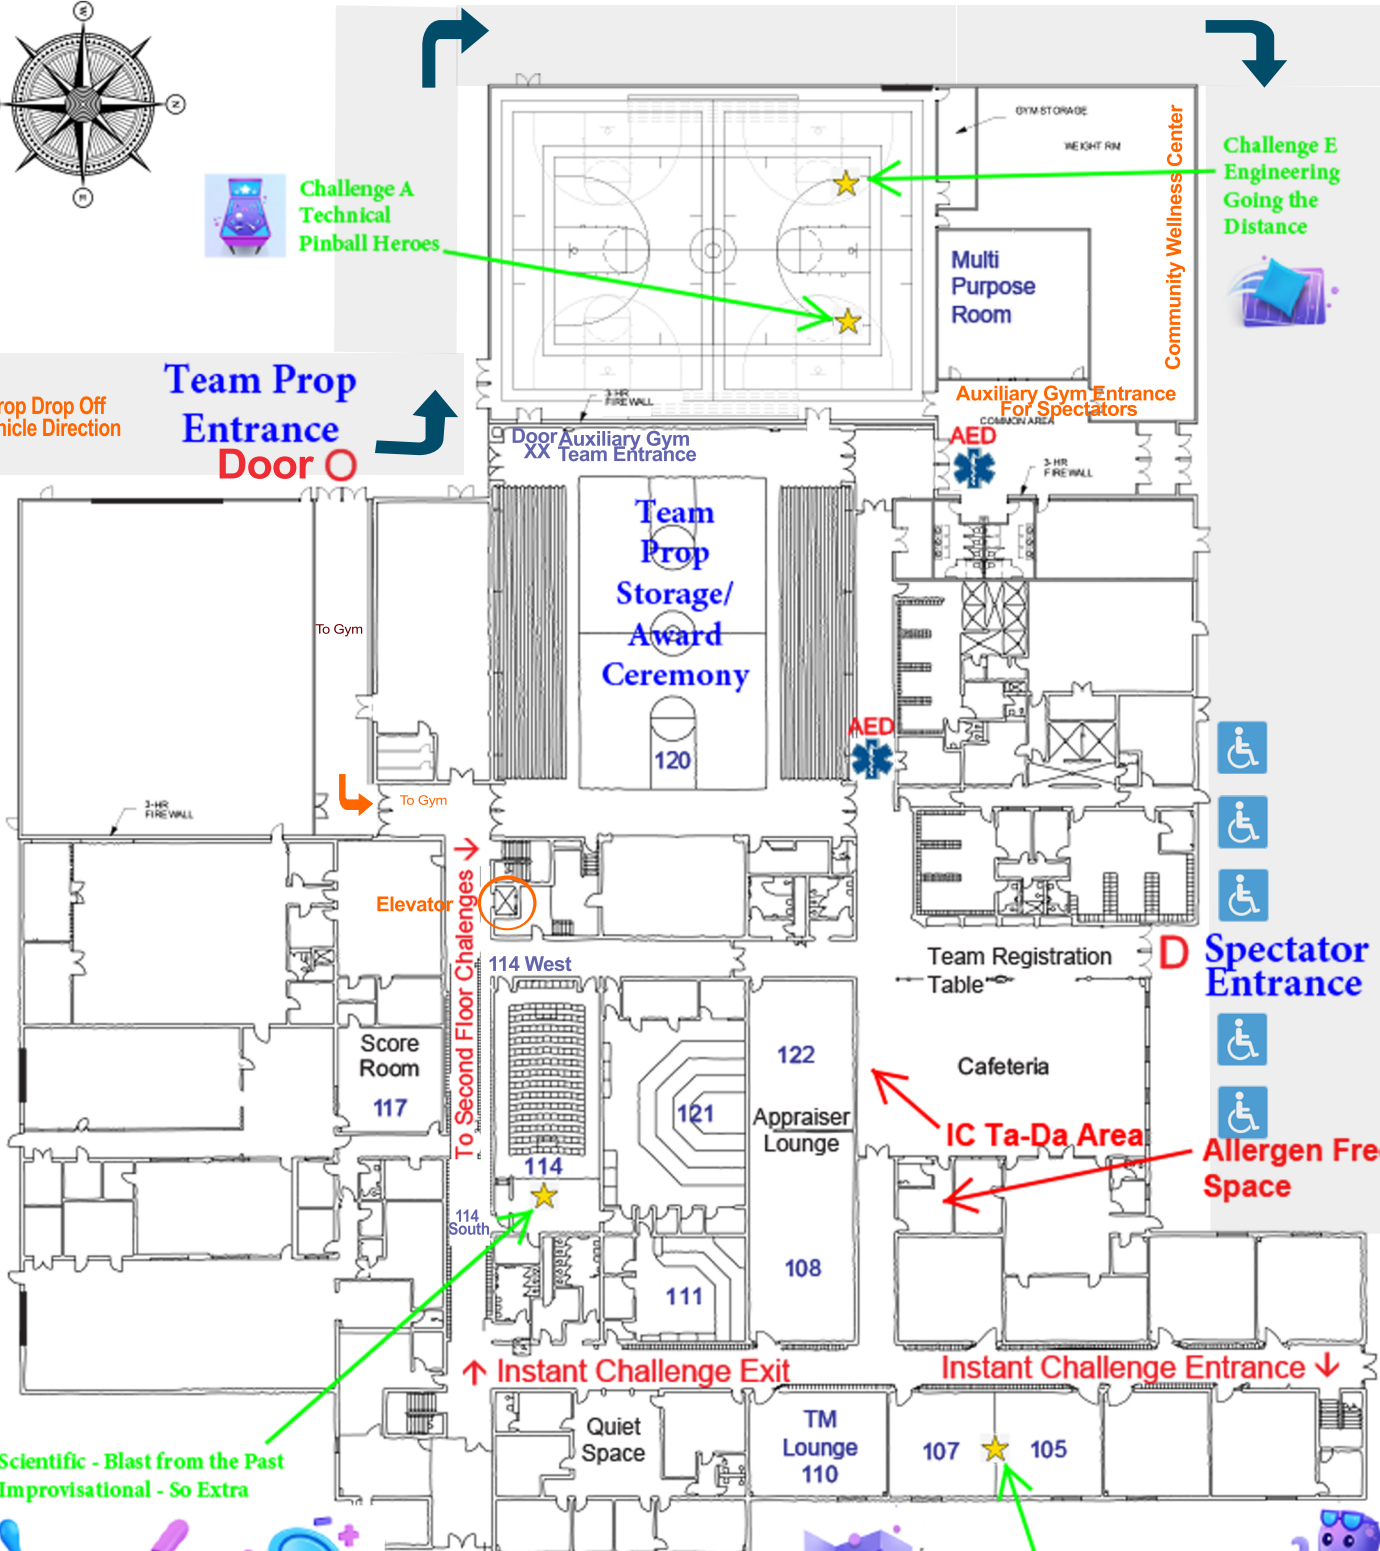 W
N
E
GYM STORAGE
WEIGHT RM
Community Wellness Center
Challenge E
Engineering
Going the
Distance
Challenge A
Technical
Pinball Heroes
Multi
Purpose
Room
rop Drop Off
hicle Direction
Team Prop
Entrance
Door O
3-HR
FIREWALL
Auxiliary Gym Entrance
For Spectators
COMMON AREA
Door
XX
Auxiliary Gym
Team Entrance
AED
3-HR
FIREWALL
Team
Prop
Storage/
Award
Ceremony
120
To Gym
AED
To Gym
3-HR
FIREWALL
Elevator
To Second Floor Chalenges
114 West
Team Registration
Table
D Spectator
Entrance
Score
Room
117
122
Cafeteria
121
Appraiser
Lounge
IC Ta-Da Area
Allergen Fre
Space
114
114
South
108
111
Instant Challenge Exit
Instant Challenge Entrance
Quiet
Space
TM
Lounge
110
107
105
Scientific - Blast from the Past
Improvisational - So Extra